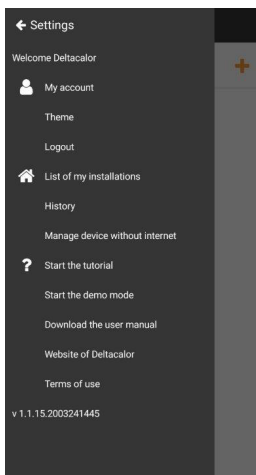 Settings
Welcome Deltacalor
My account
Theme
Logout
List of my installations
History
Manage device without internet
Start the tutorial
Start the demo mode
Download the user manual
Website of Deltacalor
Terms of use
v 1.1.15.2003241445